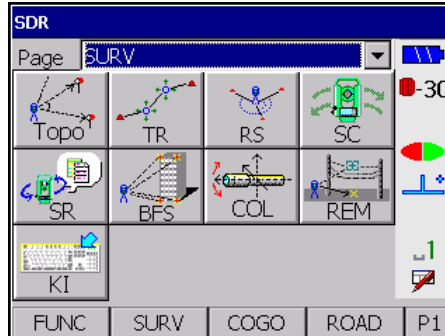 SDR
Page SURV
-30
Topo TR RS SC
SR BFS COL REM
KI
1
FUNC SURV COGO ROAD P1